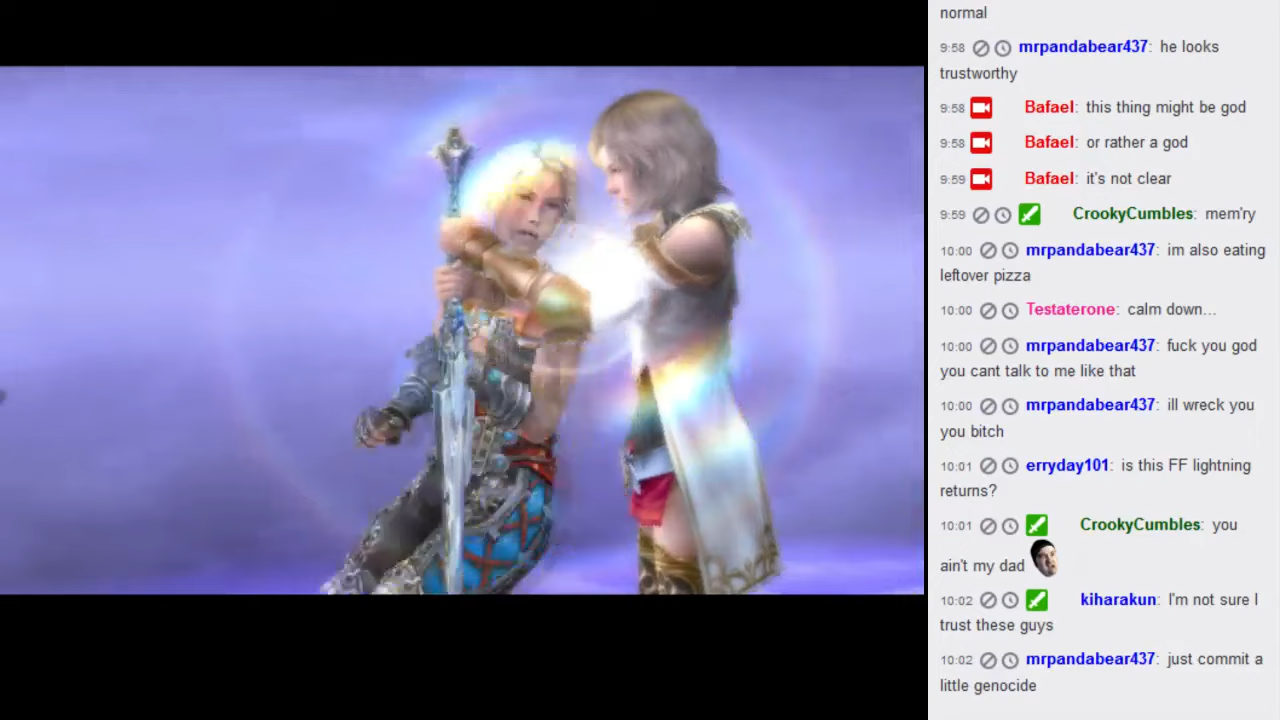 normal
9:58 mrpandabear437: he looks
trustworthy
9:58 Bafael: this thing might be god
9:58 Bafael: or rather a god
9:59 Bafael: it's not clear
9:59 CrookyCumbles: mem'ry
10:00 mrpandabear437: im also eating
leftover pizza
10:00 Testaterone: calm down...
10:00 mrpandabear437: fuck you god
you cant talk to me like that
10:00 mrpandabear437: ill wreck you
you bitch
10:01 erryday101: is this FF lightning
returns?
10:01 CrookyCumbles: you
ain't my dad
10:02 kiharakun: I'm not sure I
trust these guys
10:02 mrpandabear437: just commit a
little genocide